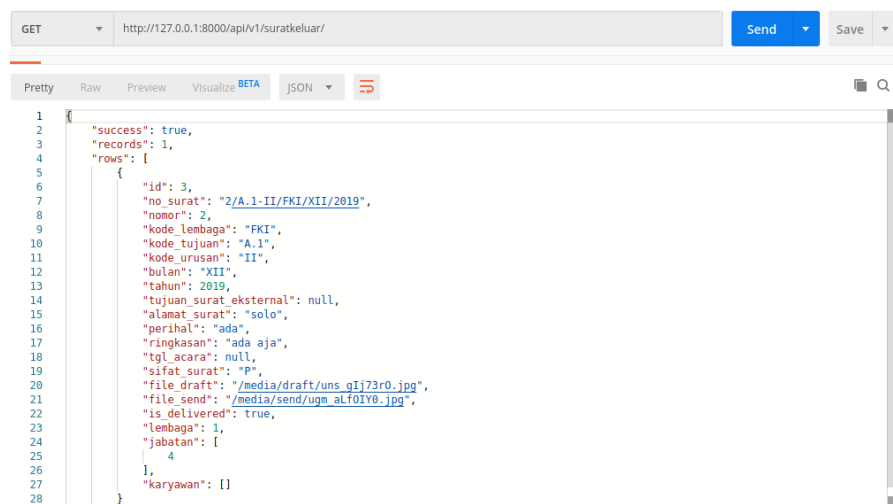 GET http://127.0.0.1:8000/api/v1/suratkeluar/ Send Save
Pretty Raw Preview Visualize BETA JSON
1 {
2 "success": true,
3 "records": 1,
4 "rows": [
5 {
6 "id": 3,
7 "no_surat": "2/A.1-II/FKI/XII/2019",
8 "nomor": 2,
9 "kode_lembaga": "FKI",
10 "kode_tujuan": "A.1",
11 "kode_urusan": "II",
12 "bulan": "XII",
13 "tahun": 2019,
14 "tujuan_surat_eksternal": null,
15 "alamat_surat": "solo",
16 "perihal": "ada",
17 "ringkasan": "ada aja",
18 "tgl_acara": null,
19 "sifat_surat": "P",
20 "file_draft": "/media/draft/uns_gIj73rO.jpg",
21 "file_send": "/media/send/ugm_aLfOIY0.jpg",
22 "is_delivered": true,
23 "lembaga": 1,
24 "jabatan": [
25 4
26 ],
27 "karyawan": []
28 }